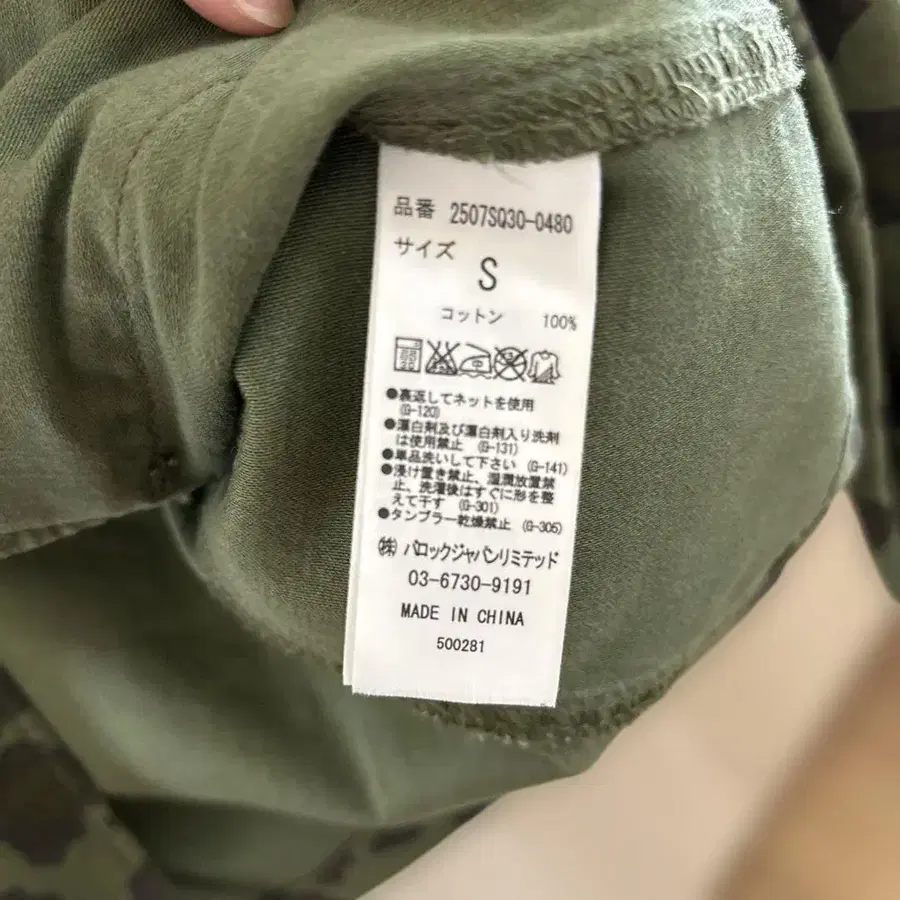 品番 2507SQ30-0480
サイズ
S
コットン 100%
●裏返してネットを使用
(G-120)
●漂白剤及び漂白剤入り洗剤
は使用禁止 (G-131)
●単品洗いして下さい (G-141)
●浸け置き禁止、湿潤放置禁
止、洗濯後はすぐに形を整
えて干す (G-301)
●タンブラー乾燥禁止 (G-305)
㈱ バロックジャパンリミテッド
03-6730-9191
MADE IN CHINA
500281